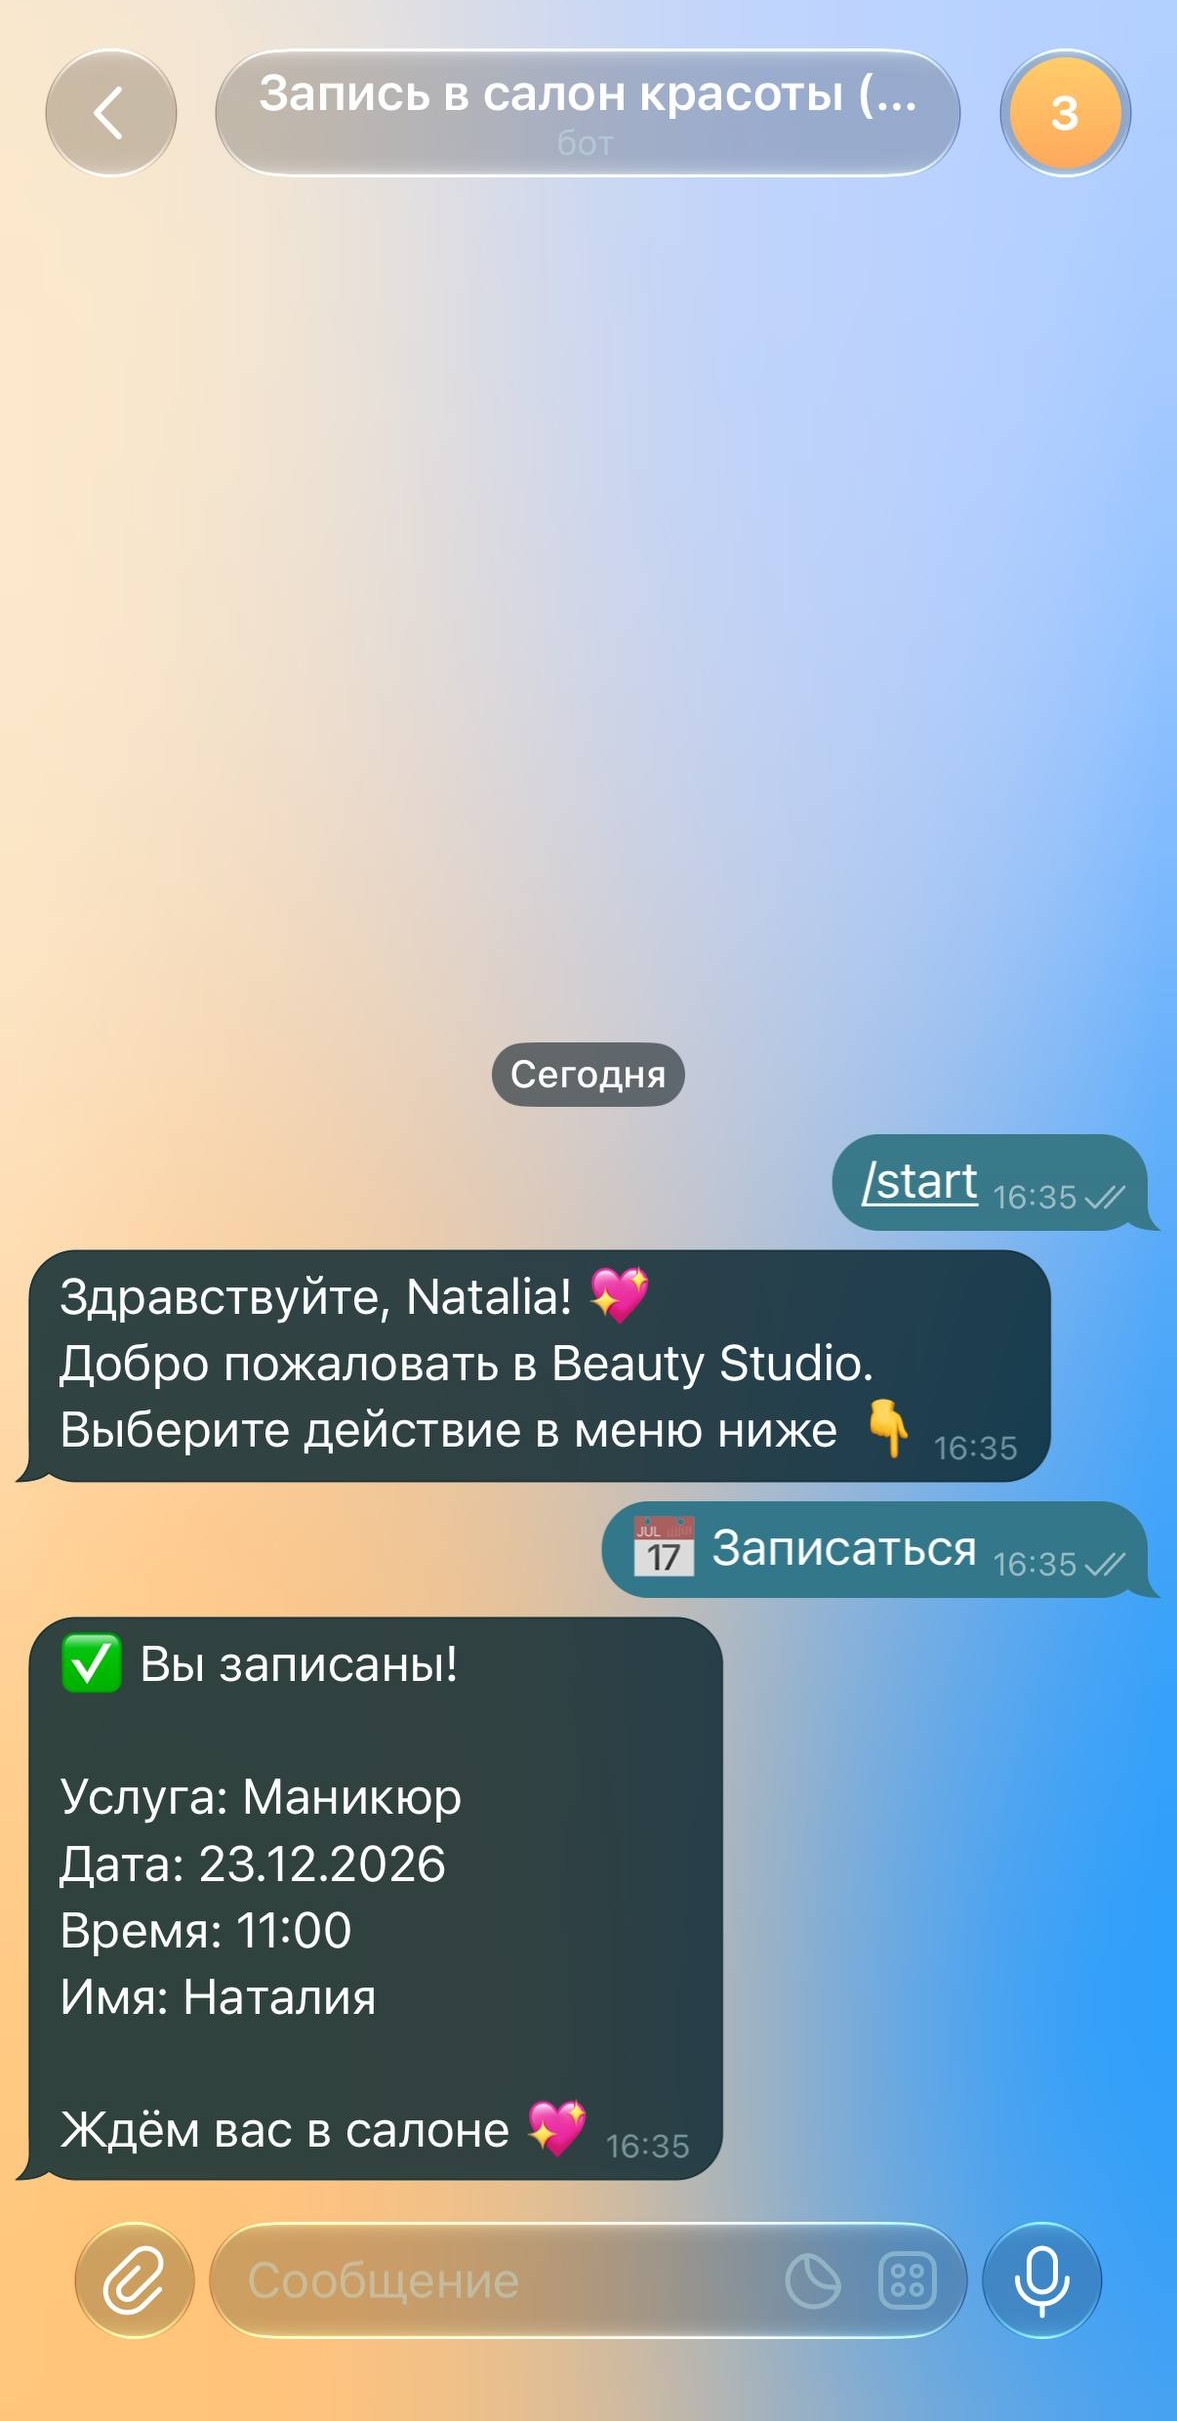 Запись в салон красоты (...
бот
З
Сегодня
/start 16:35
Здравствуйте, Natalia! 💖
Добро пожаловать в Beauty Studio.
Выберите действие в меню ниже 👇 16:35
📅 Записаться 16:35
✅ Вы записаны!
Услуга: Маникюр
Дата: 23.12.2026
Время: 11:00
Имя: Наталия
Ждём вас в салоне 💖 16:35
Сообщение